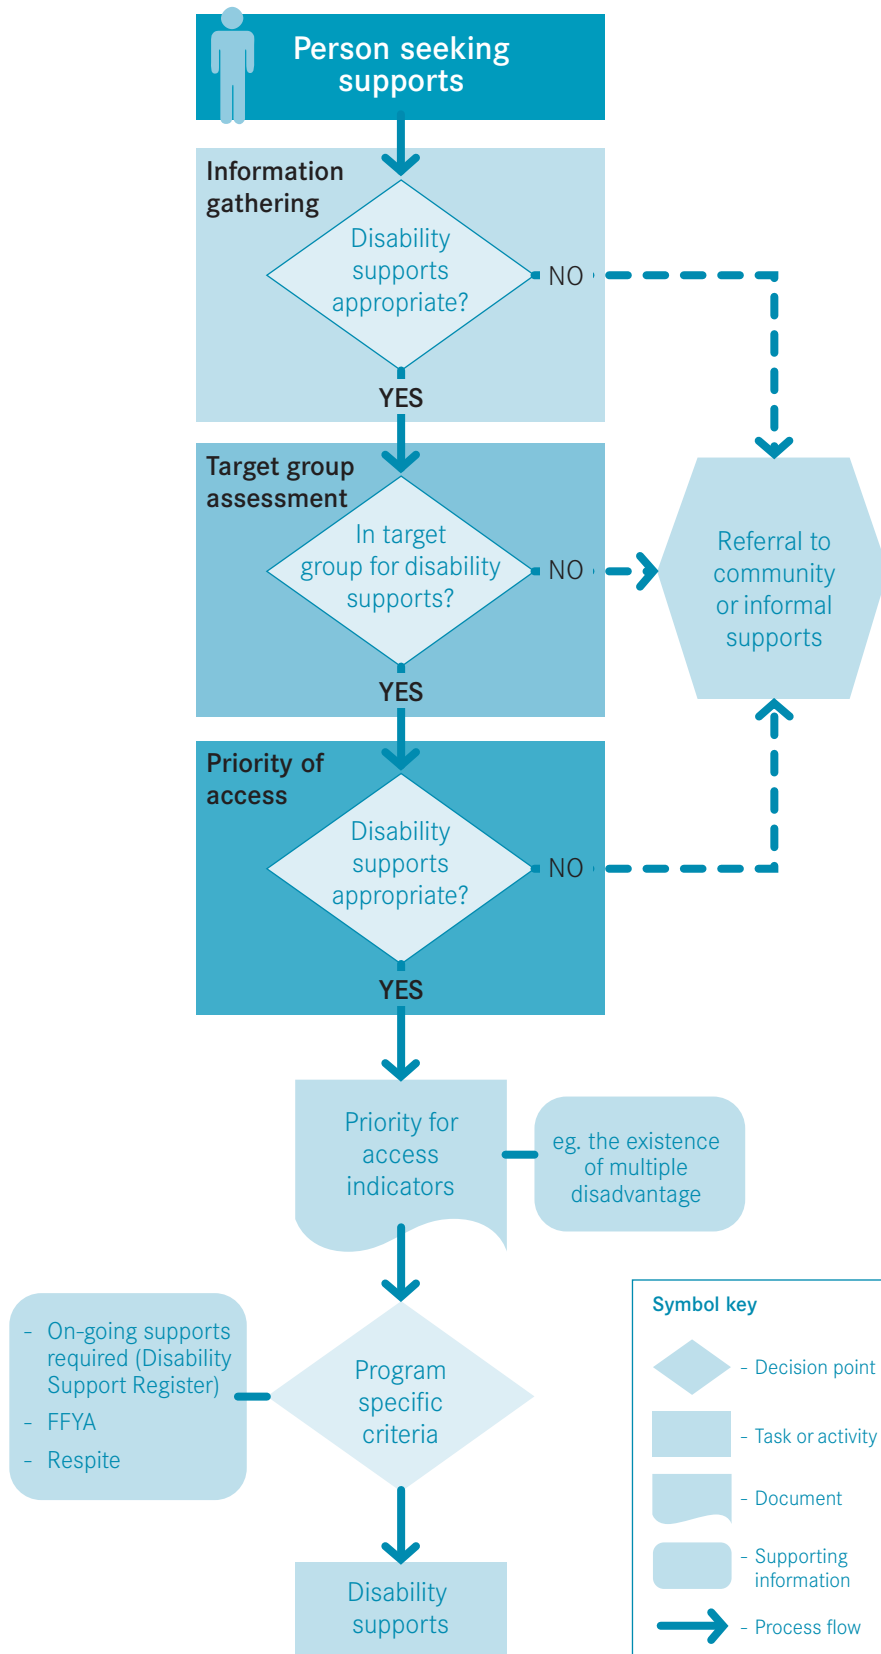 Person seeking
supports
Information
gathering
Disability
supports
appropriate?
NO
YES
Target group
assessment
In target
group for disability
supports?
NO
YES
Referral to
community
or informal
supports
Priority of
access
Disability
supports
appropriate?
NO
YES
Priority for
access
indicators
eg. the existence
of multiple
disadvantage
- On-going supports
required (Disability
Support Register)
- FFYA
- Respite
Program
specific
criteria
Disability
supports
Symbol key
- Decision point
- Task or activity
- Document
- Supporting
information
- Process flow